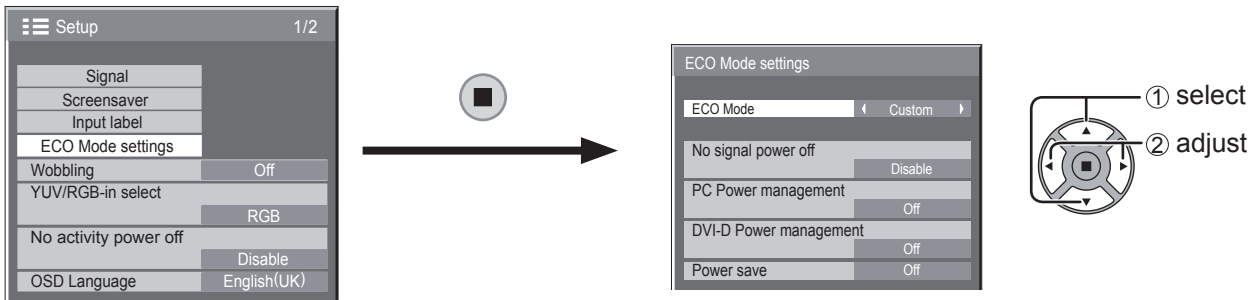 Setup 1/2
Signal
Screensaver
Input label
ECO Mode settings
Wobbling Off
YUV/RGB-in select
RGB
No activity power off
Disable
OSD Language English(UK)
ECO Mode settings
ECO Mode Custom
No signal power off
Disable
PC Power management
Off
DVI-D Power management
Off
Power save Off
① select
② adjust